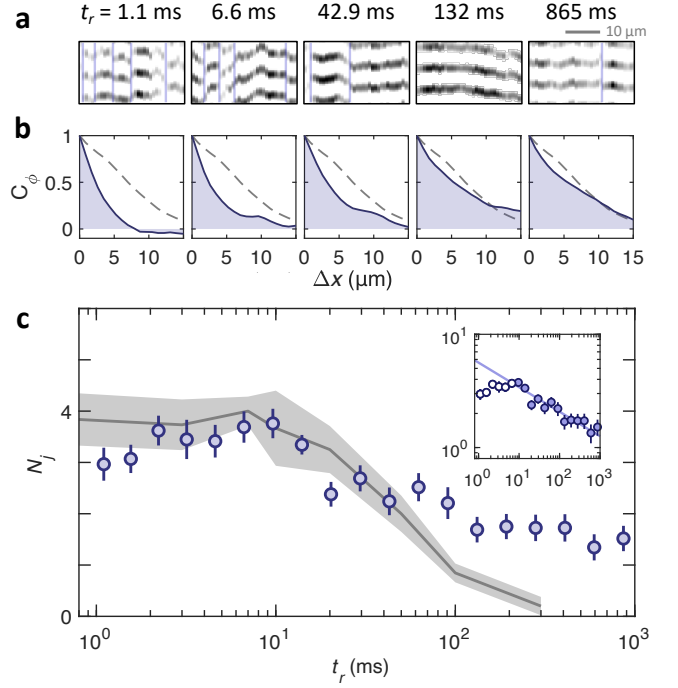 a t_r = 1.1 ms 6.6 ms 42.9 ms 132 ms 865 ms
10 μm
b
1
0.5
0
C_ϕ
0 5 10 0 5 10 0 5 10 0 5 10 0 5 10 15
Δx (μm)
c
4
0
N_j
10^1
10^0
10^-1 10^0 10^1 10^2 10^3
10^0 10^1 10^2 10^3
t_r (ms)